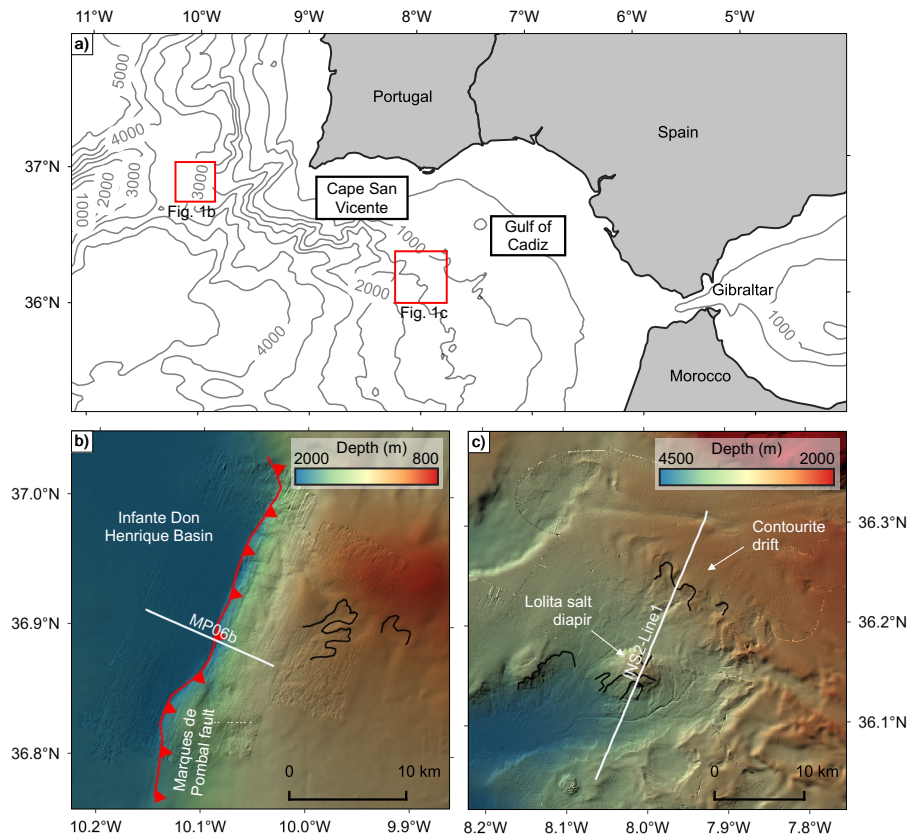 11°W 10°W 9°W 8°W 7°W 6°W 5°W
a)
5000
Portugal
Spain
4000
37°N
3000
2000
1000
3000
Cape San
Vicente
Fig. 1b
Gulf of
Cadiz
1000
2000
Gibraltar
36°N
Fig. 1c
1000
4000
Morocco
b)
Depth (m)
2000 800
37.0°N
Infante Don
Henrique Basin
36.9°N
MP06b
Marques de
Pombal fault
36.8°N
0 10 km
10.2°W 10.1°W 10.0°W 9.9°W
c)
Depth (m)
4500 2000
36.3°N
Contourite
drift
Lolita salt
diapir
INS2-Line1
36.2°N
36.1°N
0 10 km
8.2°W 8.1°W 8.0°W 7.9°W 7.8°W